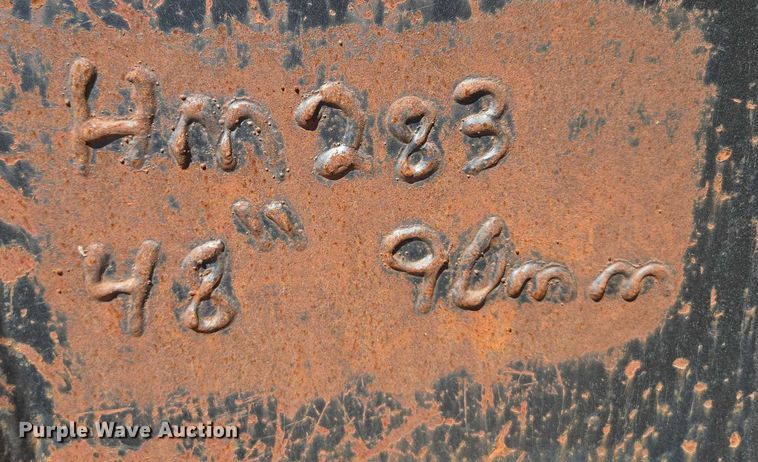 Hm283
48" 90mm
Purple Wave Auction